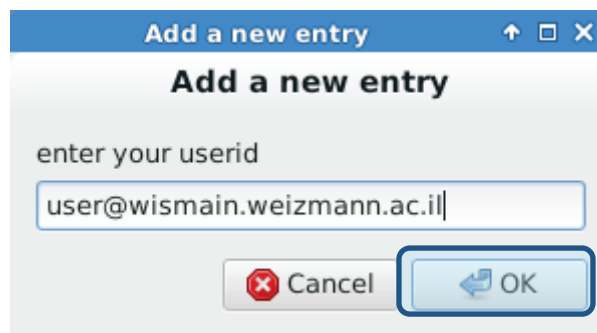 Add a new entry
Add a new entry
enter your userid
user@wismain.weizmann.ac.il
Cancel OK